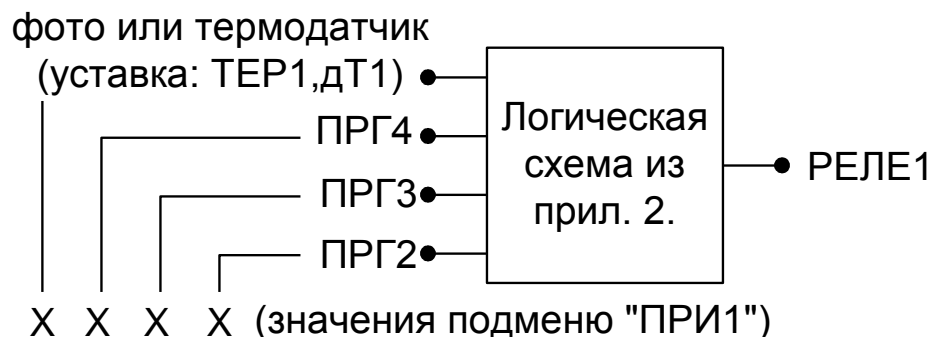 фото или термодатчик
(уставка: ТЕР1,дТ1)
ПРГ4
ПРГ3
ПРГ2
Логическая
схема из
прил. 2.
РЕЛЕ1
Х Х Х Х (значения подменю "ПРИ1")